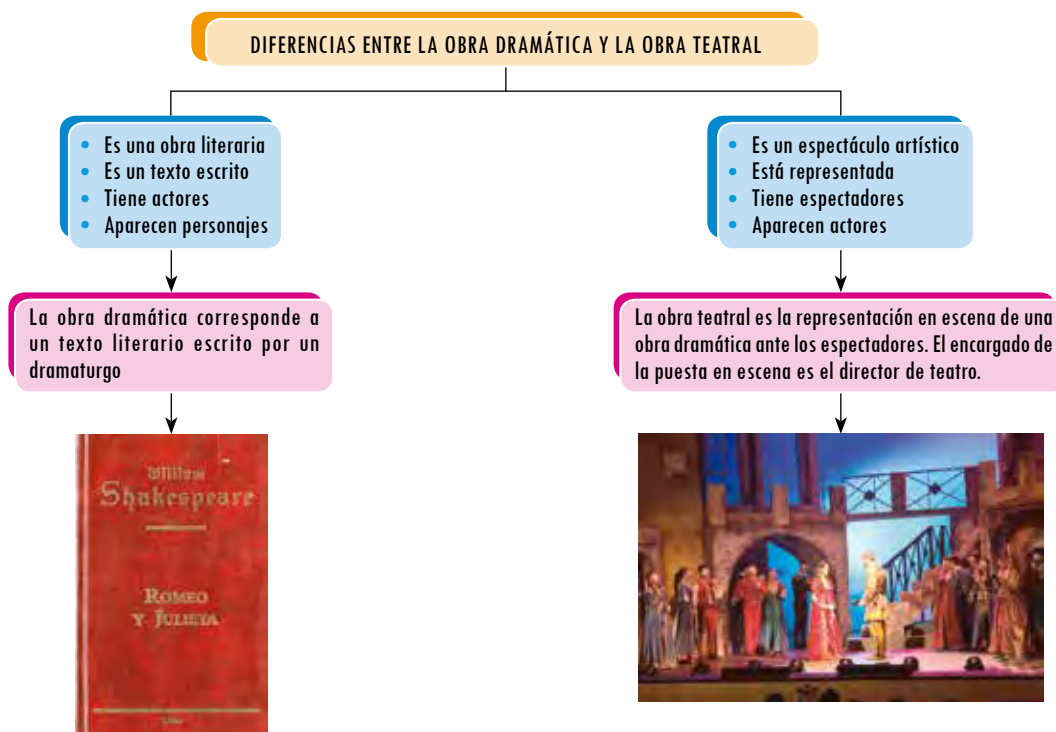 DIFERENCIAS ENTRE LA OBRA DRAMÁTICA Y LA OBRA TEATRAL
• Es una obra literaria
• Es un texto escrito
• Tiene actores
• Aparecen personajes
• Es un espectáculo artístico
• Está representada
• Tiene espectadores
• Aparecen actores
La obra dramática corresponde a
un texto literario escrito por un
dramaturgo
La obra teatral es la representación en escena de una
obra dramática ante los espectadores. El encargado de
la puesta en escena es el director de teatro.
Shakespeare
ROMEO
Y JULIETA